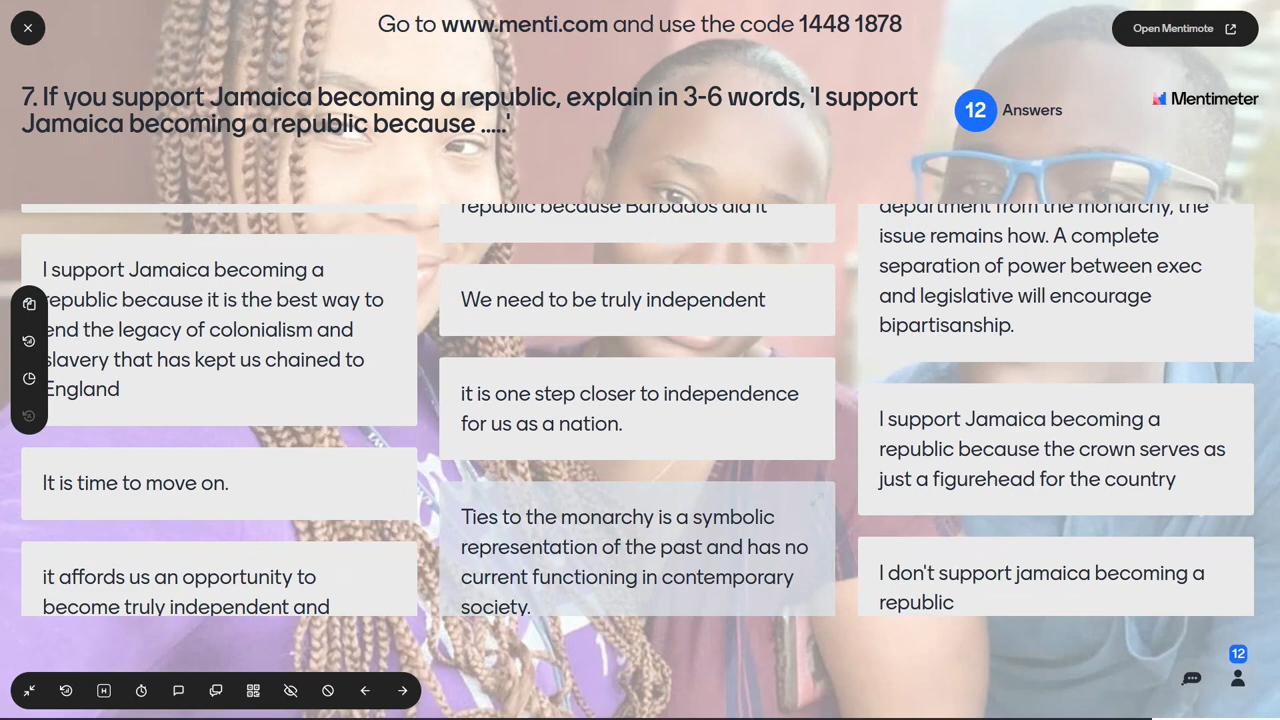 Go to www.menti.com and use the code 1448 1878
Open Mentimote
7. If you support Jamaica becoming a republic, explain in 3-6 words, 'I support
Jamaica becoming a republic because .....'
12 Answers
Mentimeter
I support Jamaica becoming a
republic because it is the best way to
end the legacy of colonialism and
slavery that has kept us chained to
England
It is time to move on.
it affords us an opportunity to
become truly independent and
republic because Barbados did it
We need to be truly independent
it is one step closer to independence
for us as a nation.
Ties to the monarchy is a symbolic
representation of the past and has no
current functioning in contemporary
society.
department from the monarchy, the
issue remains how. A complete
separation of power between exec
and legislative will encourage
bipartisanship.
I support Jamaica becoming a
republic because the crown serves as
just a figurehead for the country
I don't support jamaica becoming a
republic
12
H